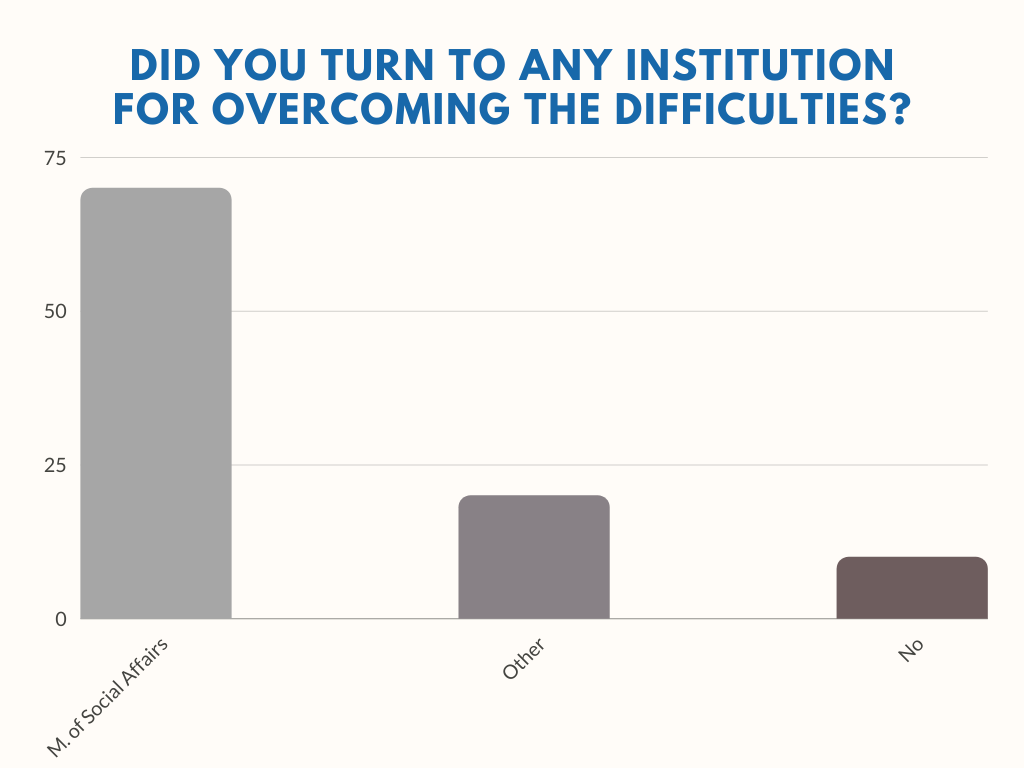 DID YOU TURN TO ANY INSTITUTION
FOR OVERCOMING THE DIFFICULTIES?
75
50
25
0
M. of Social Affairs
Other
No